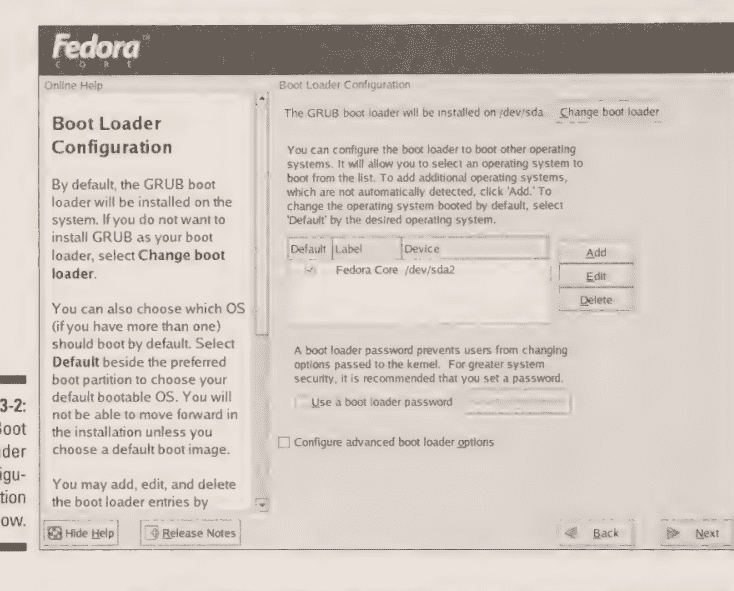 Fedora™
CORE
Online Help
Boot Loader
Configuration
By default, the GRUB boot
loader will be installed on the
system. If you do not want to
install GRUB as your boot
loader, select Change boot
loader.
You can also choose which OS
(if you have more than one)
should boot by default. Select
Default beside the preferred
boot partition to choose your
default bootable OS. You will
not be able to move forward in
the installation unless you
choose a default boot image.
You may add, edit, and delete
the boot loader entries by
Boot Loader Configuration
The GRUB boot loader will be installed on /dev/sda. Change boot loader
You can configure the boot loader to boot other operating
systems. It will allow you to select an operating system to
boot from the list. To add additional operating systems,
which are not automatically detected, click 'Add.' To
change the operating system booted by default, select
'Default' by the desired operating system.
Default Label Device
Fedora Core /dev/sda2
Add
Edit
Delete
A boot loader password prevents users from changing
options passed to the kernel. For greater system
security, it is recommended that you set a password.
Use a boot loader password
Configure advanced boot loader options
Hide Help
Release Notes
Back
Next
3-2:
Boot
der
igu-
tion
ow.